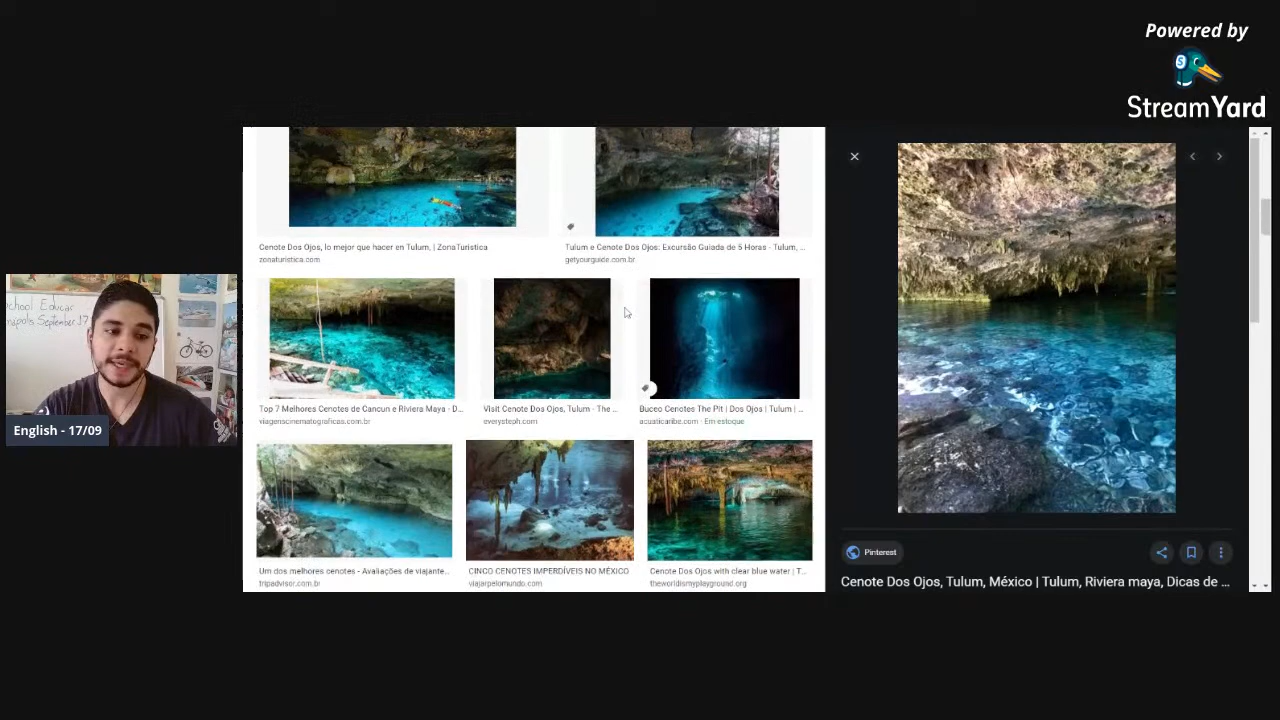 Powered by
StreamYard
Cenote Dos Ojos, lo mejor que hacer en Tulum, | ZonaTuristica
zonaturistica.com
Tulum e Cenote Dos Ojos: Excursão Guiada de 5 Horas - Tulum, ...
getyourguide.com.br
chool Educar
September 17
English - 17/09
Top 7 Melhores Cenotes de Cancun e Riviera Maya - D...
viagenscinematograficas.com.br
Visit Cenote Dos Ojos, Tulum - The ...
everysteph.com
Buceo Cenotes The Pit | Dos Ojos | Tulum | ...
acuaticaribe.com · Em estoque
Um dos melhores cenotes - Avaliações de viajante...
tripadvisor.com.br
CINCO CENOTES IMPERDÍVEIS NO MÉXICO
viajarpelomundo.com
Cenote Dos Ojos with clear blue water | T...
theworldismyplayground.org
Pinterest
Cenote Dos Ojos, Tulum, México | Tulum, Riviera maya, Dicas de ...